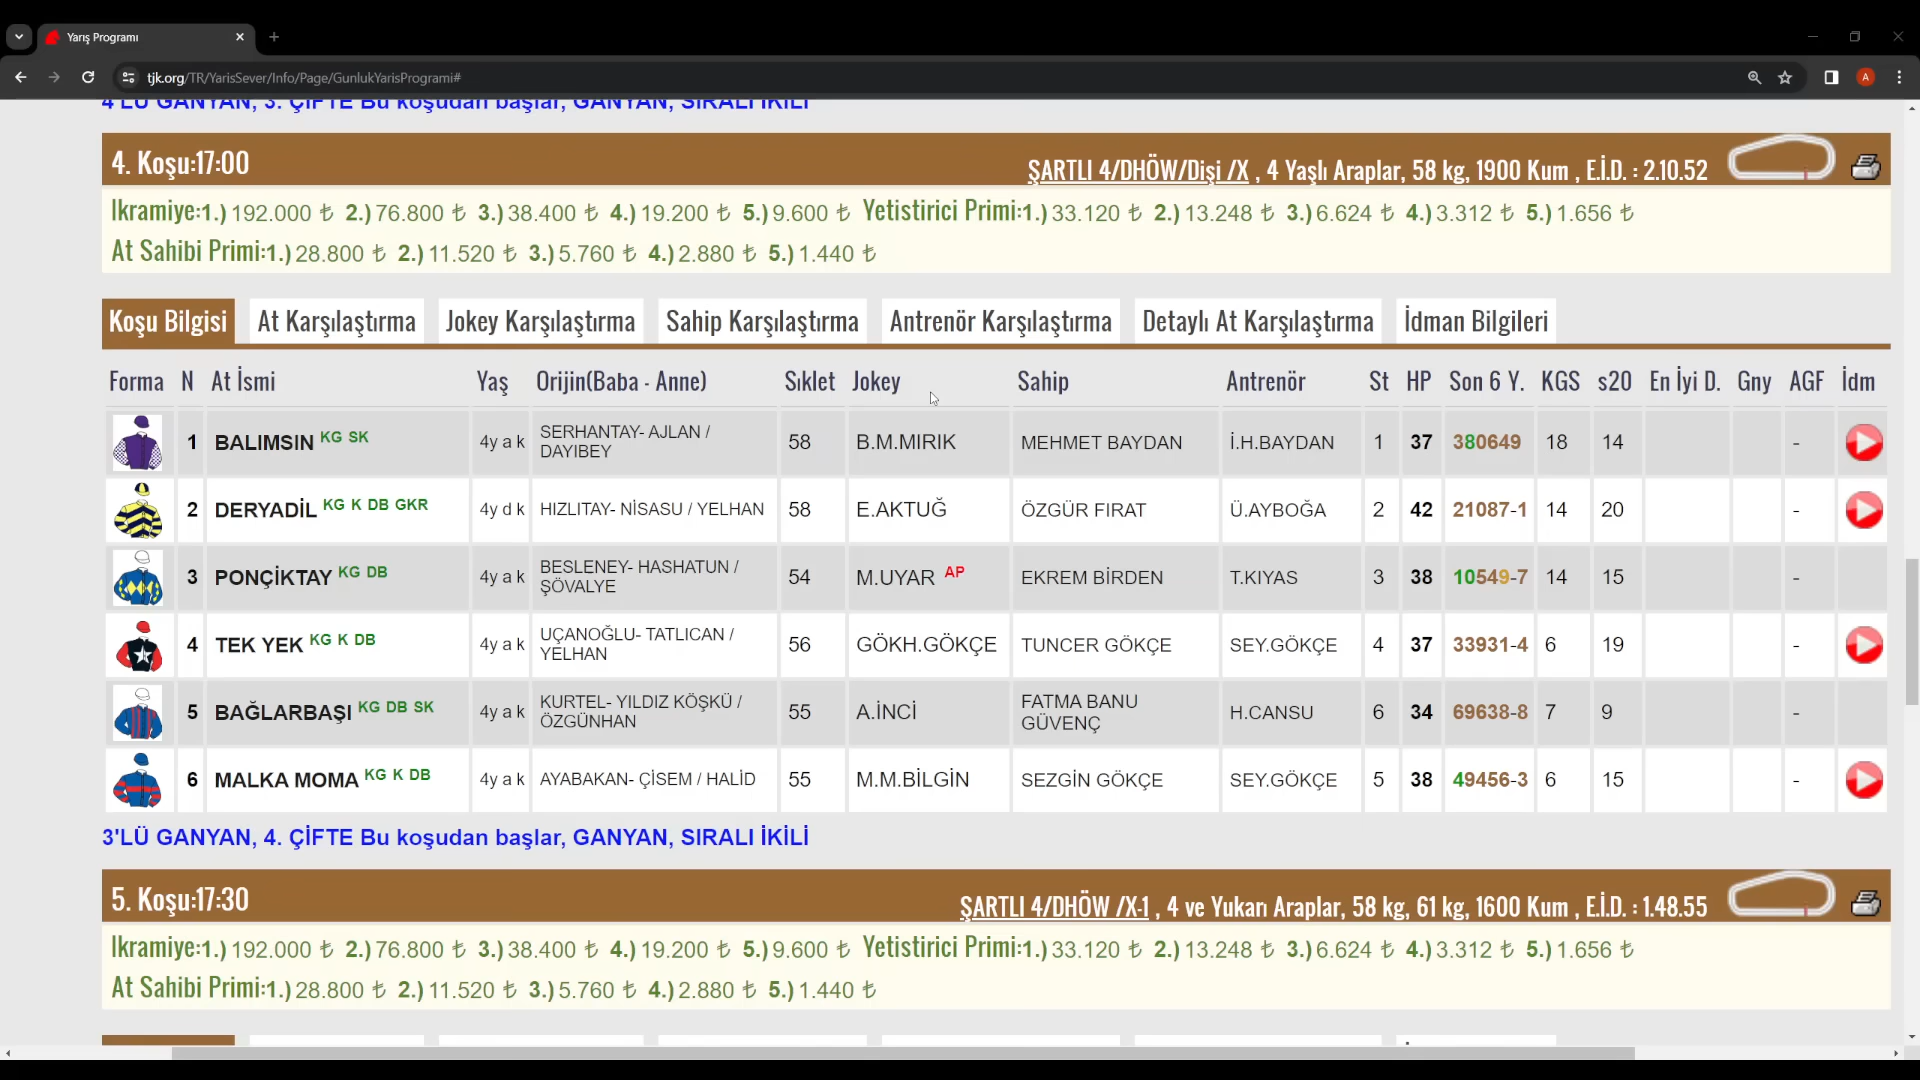 Yarış Programı
tjk.org/TR/YarisSever/Info/Page/GunlukYarisProgrami#
A
4'LÜ GANYAN, 3. ÇİFTE Bu koşudan başlar, GANYAN, SIRALI İKİLİ
4. Koşu:17:00
ŞARTLI 4/DHÖW/Dişi /X , 4 Yaşlı Araplar, 58 kg, 1900 Kum , E.İ.D. : 2.10.52
Ikramiye:1.) 192.000 ₺ 2.) 76.800 ₺ 3.) 38.400 ₺ 4.) 19.200 ₺ 5.) 9.600 ₺ Yetistirici Primi:1.) 33.120 ₺ 2.) 13.248 ₺ 3.) 6.624 ₺ 4.) 3.312 ₺ 5.) 1.656 ₺
At Sahibi Primi:1.) 28.800 ₺ 2.) 11.520 ₺ 3.) 5.760 ₺ 4.) 2.880 ₺ 5.) 1.440 ₺
Koşu Bilgisi At Karşılaştırma Jokey Karşılaştırma Sahip Karşılaştırma Antrenör Karşılaştırma Detaylı At Karşılaştırma İdman Bilgileri
Forma N At İsmi Yaş Orijin(Baba - Anne) Sıklet Jokey Sahip Antrenör St HP Son 6 Y. KGS s20 En İyi D. Gny AGF İdm
1 BALIMSIN KG SK 4y a k SERHANTAY- AJLAN / DAYIBEY 58 B.M.MIRIK MEHMET BAYDAN İ.H.BAYDAN 1 37 380649 18 14 -
2 DERYADİL KG K DB GKR 4y d k HIZLITAY- NİSASU / YELHAN 58 E.AKTUĞ ÖZGÜR FIRAT Ü.AYBOĞA 2 42 21087-1 14 20 -
3 PONÇİKTAY KG DB 4y a k BESLENEY- HASHATUN / ŞÖVALYE 54 M.UYAR AP EKREM BİRDEN T.KIYAS 3 38 10549-7 14 15 -
4 TEK YEK KG K DB 4y a k UÇANOĞLU- TATLICAN / YELHAN 56 GÖKH.GÖKÇE TUNCER GÖKÇE SEY.GÖKÇE 4 37 33931-4 6 19 -
5 BAĞLARBAŞI KG DB SK 4y a k KURTEL- YILDIZ KÖŞKÜ / ÖZGÜNHAN 55 A.İNCİ FATMA BANU GÜVENÇ H.CANSU 6 34 69638-8 7 9 -
6 MALKA MOMA KG K DB 4y a k AYABAKAN- ÇİSEM / HALİD 55 M.M.BİLGİN SEZGİN GÖKÇE SEY.GÖKÇE 5 38 49456-3 6 15 -
3'LÜ GANYAN, 4. ÇİFTE Bu koşudan başlar, GANYAN, SIRALI İKİLİ
5. Koşu:17:30
ŞARTLI 4/DHÖW /X-1 , 4 ve Yukarı Araplar, 58 kg, 61 kg, 1600 Kum , E.İ.D. : 1.48.55
Ikramiye:1.) 192.000 ₺ 2.) 76.800 ₺ 3.) 38.400 ₺ 4.) 19.200 ₺ 5.) 9.600 ₺ Yetistirici Primi:1.) 33.120 ₺ 2.) 13.248 ₺ 3.) 6.624 ₺ 4.) 3.312 ₺ 5.) 1.656 ₺
At Sahibi Primi:1.) 28.800 ₺ 2.) 11.520 ₺ 3.) 5.760 ₺ 4.) 2.880 ₺ 5.) 1.440 ₺